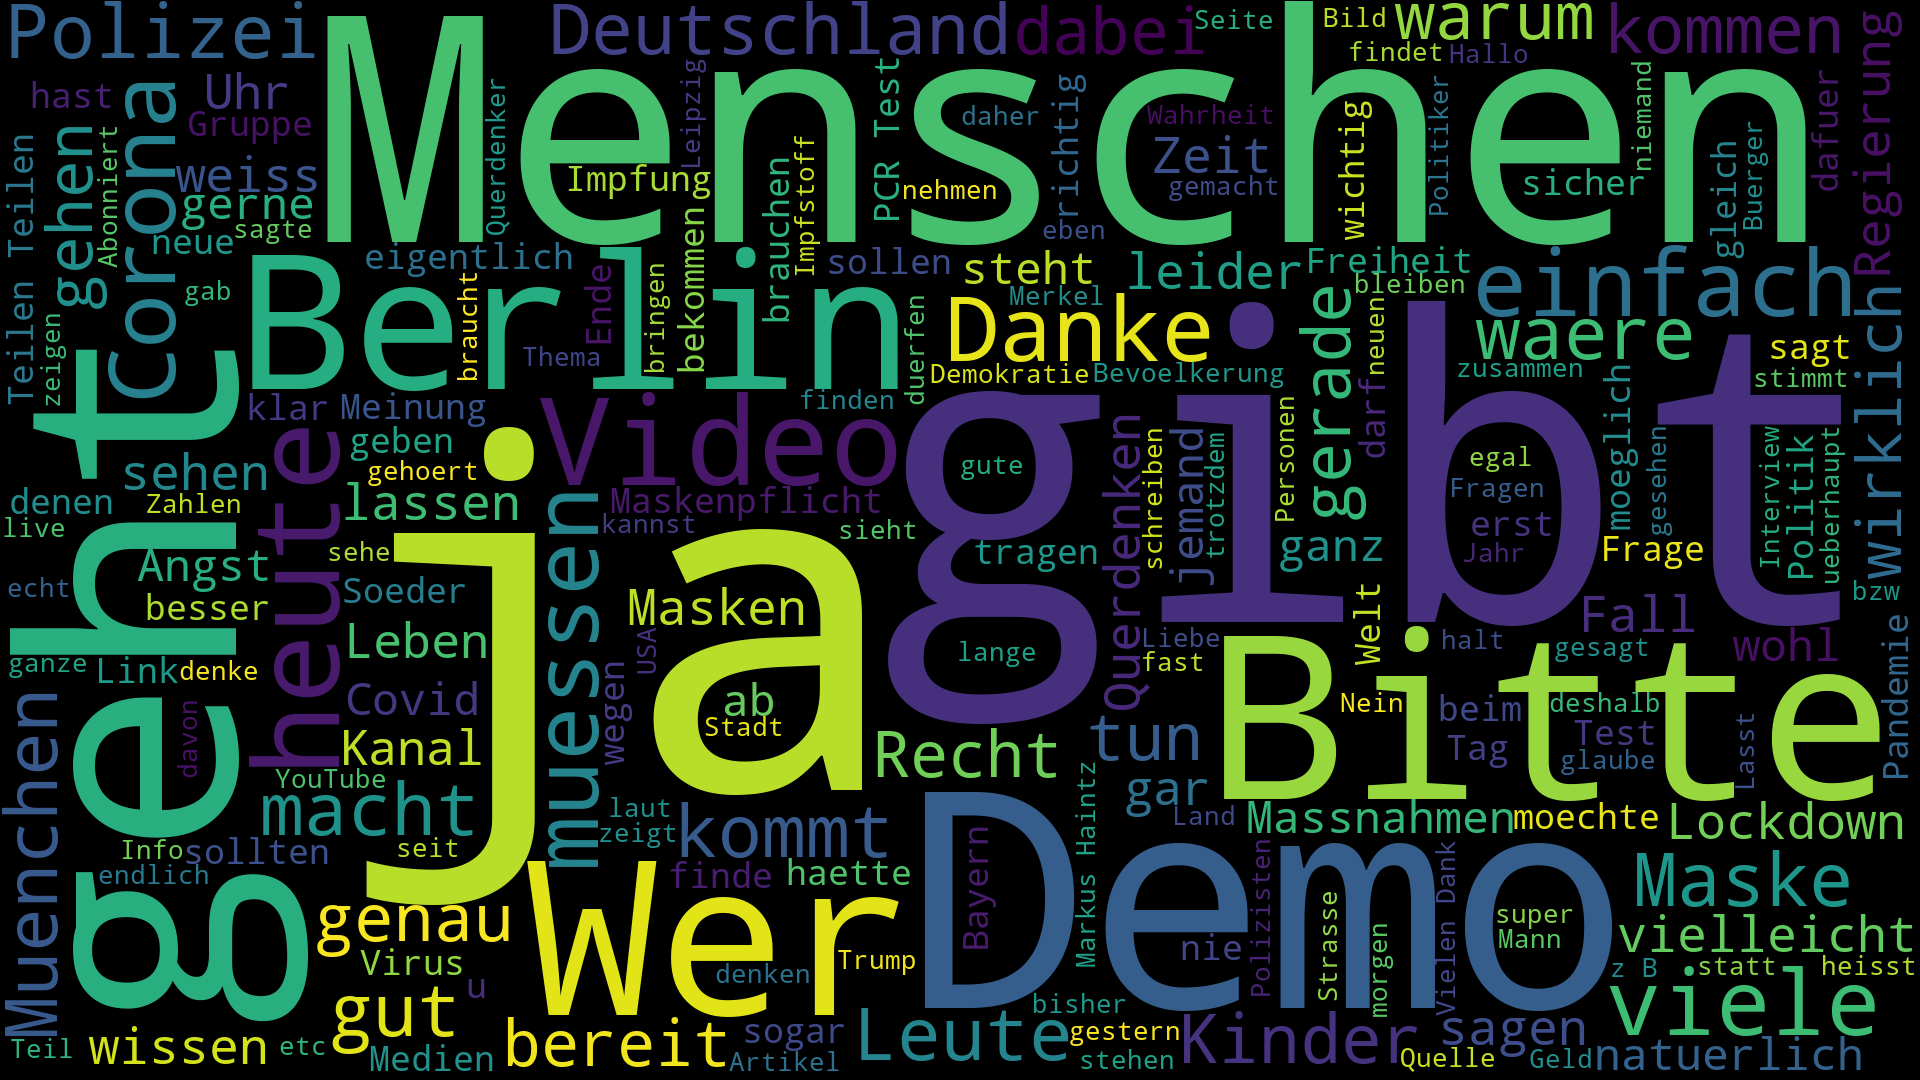 Polizei
Menschen
Deutschland
dabei
Seite
Bild
warum
kommen
Regierung
findet
Hallo
hast
Uhr
Gruppe
corona
Querdenker
Leipzig
PCR Test
daher
richtig
Wahrheit
wichtig
Politiker
niemand
dafuer
Zeit
gemacht
sicher
gleich
Buerger
Teilen Teilen
gehen
Abonniert
weiss
gerne
sagte
neue
Impfung
brauchen
Impfstoff
nehmen
er
eben
eigentlich
bekommen
sollen
steht
leider
Freiheit
bleiben
einfach
gab
zeigen
Berlin
braucht
Ende
bringen
Thema
duerfen
Merkel
Danke
Demokratie
Bevoelkerung
gerade
neuen
waere
zusammen
sagt
stimmt
wirklich
geht
klar
Meinung
geben
gehoert
finden
Video
gibt
darf
moeglich
sehen
denen
Zahlen
live
heute
lassen
muessen
Maskenpflicht
kannst
sieht
gute
Querdenken
schreiben
jemand
trotzdem
Personen
egal
Fragen
gesehen
erst
Jahr
Interview
Politik
ueberhaupt
Angst
sehe
echt
besser
Soeder
ja
tragen
ganz
Frage
bzw
Masken
Leben
USA
wegen
lange
Liebe
fast
Welt
halt
Fall
gesagt
wohl
ganze
Link
denke
davon
Covid
ab
Stadt
Bitte
Nein
beim
deshalb
Tag
Test
glaube
Lasst
Pandemie
Muenchen
Kanal
YouTube
macht
Recht
tun
gar
Markus Haintz
Land
Massnahmen
moechte
Lockdown
laut
zeigt
kommt
Info
sollten
seit
endlich
finde
haette
Demo
Bayern
Maske
genau
Wer
Virus
u
denken
Trump
nie
Polizisten
Strasse
morgen
Vielen Dank
super
Mann
vielleicht
z B
statt
heisst
gut
viele
bisher
Teil
wissen
etc
Medien
bereit
sogar
Artikel
Leute
gestern
stehen
Kinder
Quelle
sagen
Geld
natuerlich